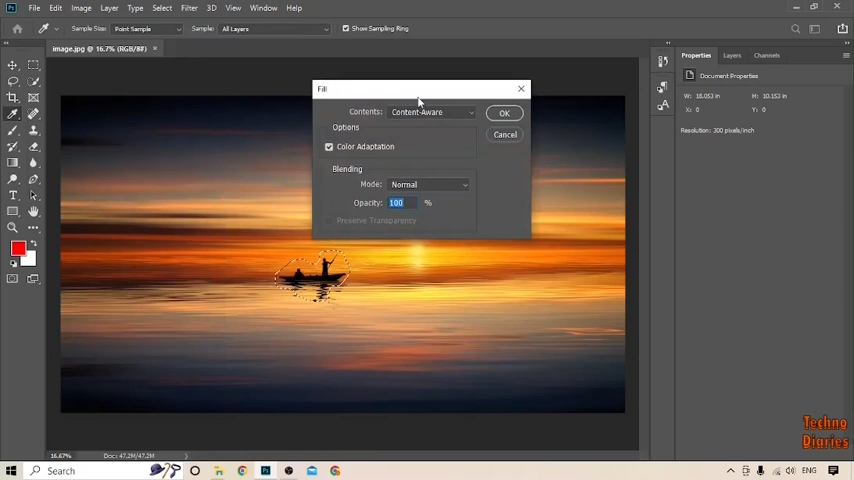 Ps File Edit Image Layer Type Select Filter 3D View Window Help
Sample Size: Point Sample Sample: All Layers Show Sampling Ring
image.jpg @ 16.7% (RGB/8#) ×
Properties Layers Channels
Document Properties
W: 18.053 in H: 10.153 in
X: 0 Y: 0
Resolution: 300 pixels/inch
Fill
Contents: Content-Aware OK
Options
Cancel
Color Adaptation
Blending
Mode: Normal
Opacity: 100 %
Preserve Transparency
Techno
Diaries
16.67% Doc: 47.2M/47.2M
Search Ps ENG